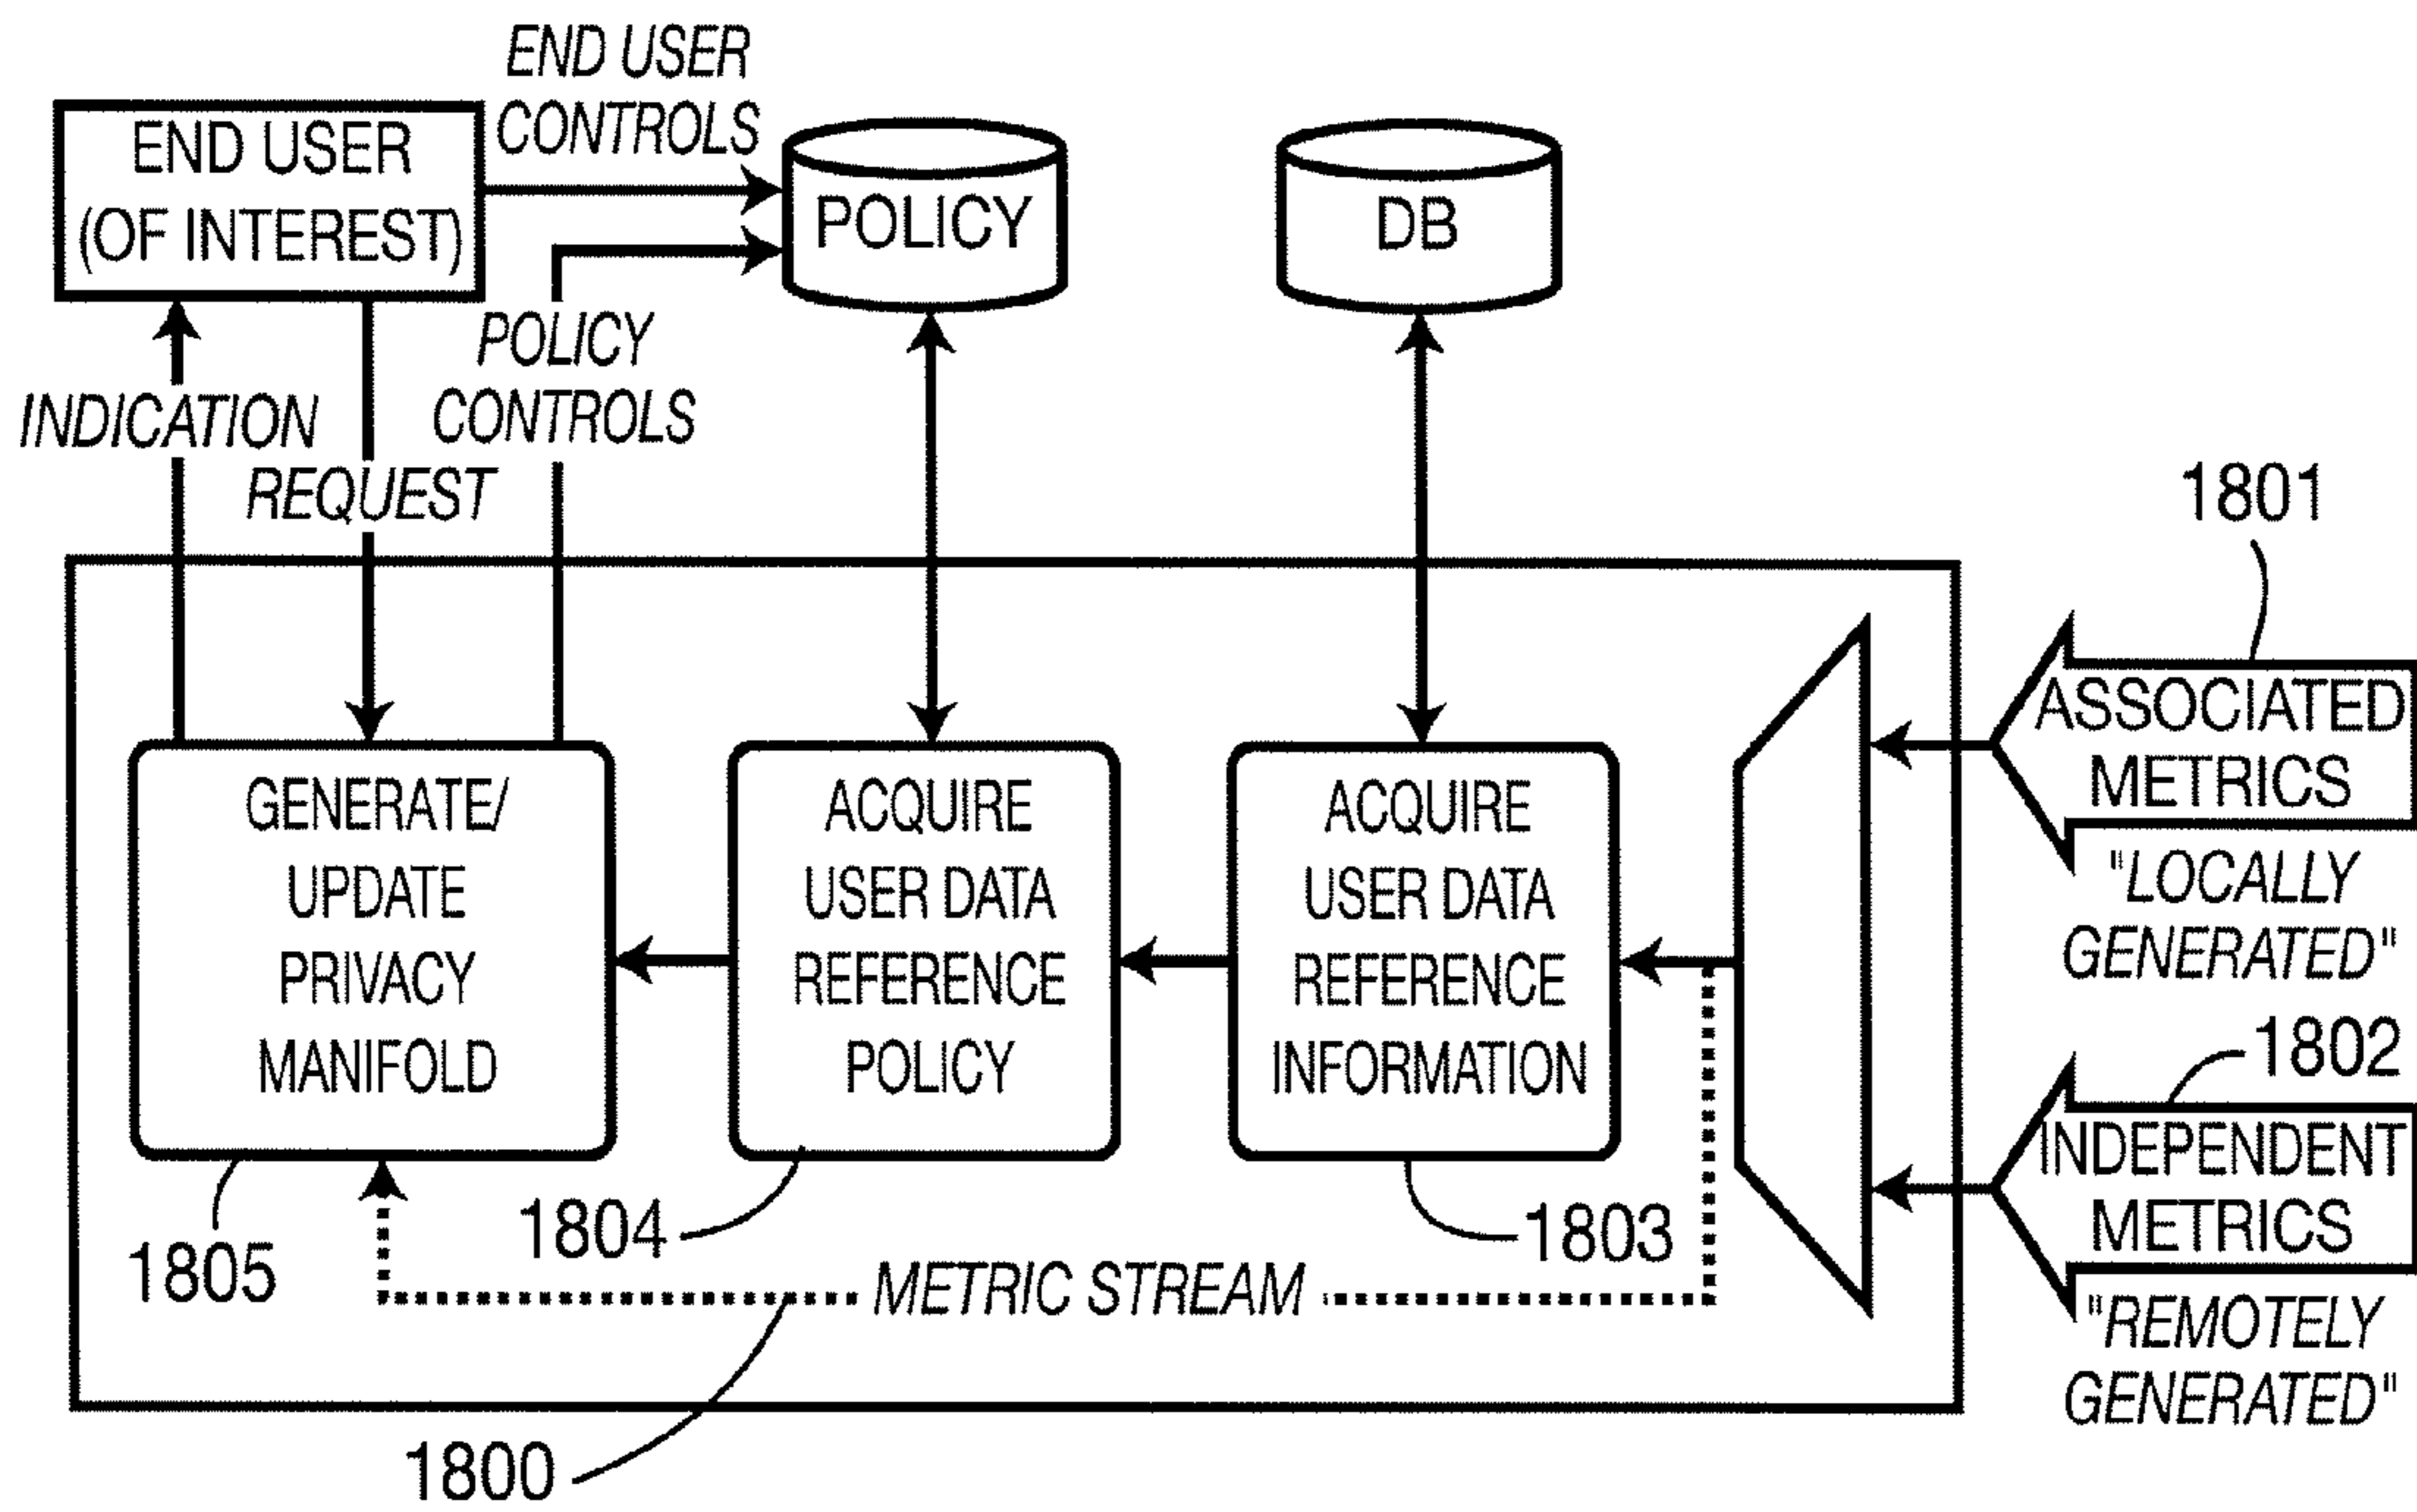 END USER
CONTROLS
END USER
(OF INTEREST)
POLICY
DB
POLICY
CONTROLS
INDICATION
REQUEST
1801
ASSOCIATED
METRICS
"LOCALLY
GENERATED"
GENERATE/
UPDATE
PRIVACY
MANIFOLD
ACQUIRE
USER DATA
REFERENCE
POLICY
ACQUIRE
USER DATA
REFERENCE
INFORMATION
1802
INDEPENDENT
METRICS
"REMOTELY
GENERATED"
1805
1804
1803
METRIC STREAM
1800